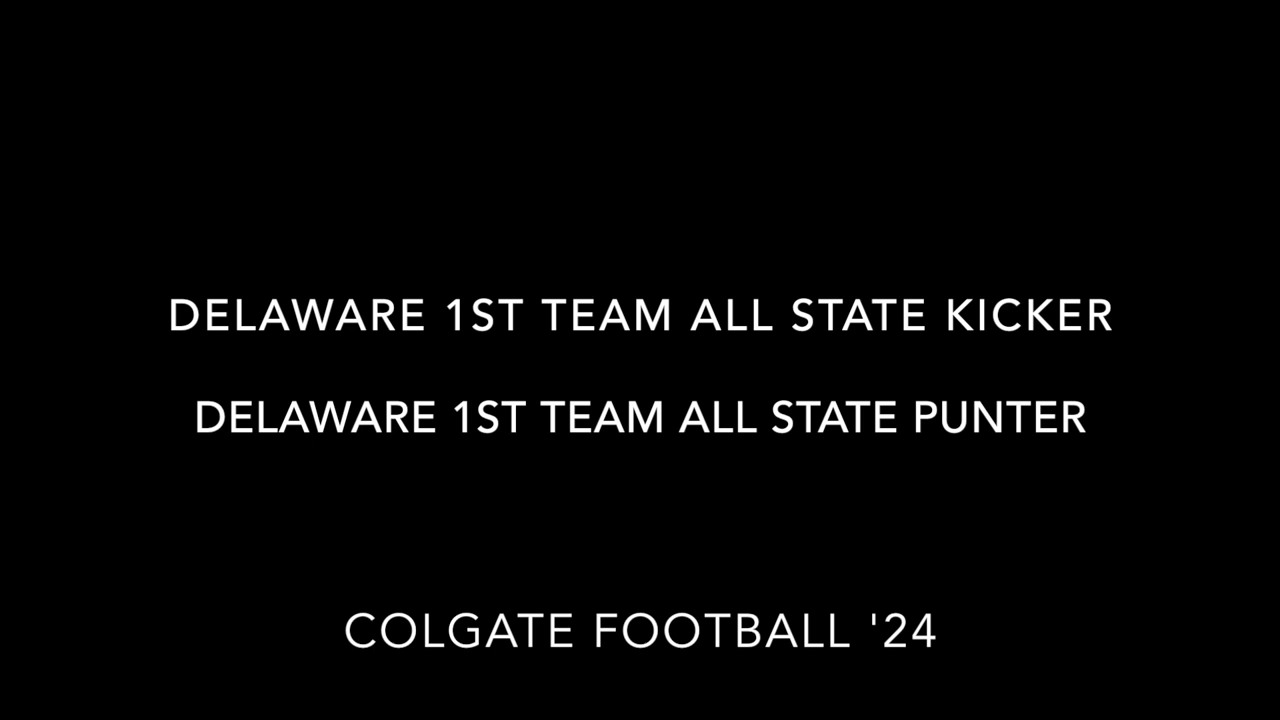 DELAWARE 1ST TEAM ALL STATE KICKER
DELAWARE 1ST TEAM ALL STATE PUNTER
COLGATE FOOTBALL '24